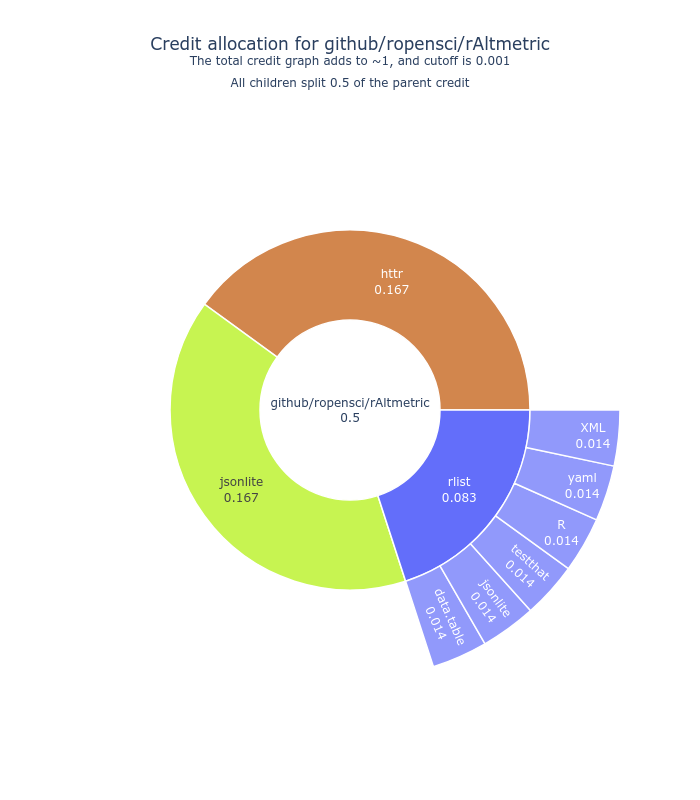 Credit allocation for github/ropensci/rAltmetric
The total credit graph adds to ~1, and cutoff is 0.001
All children split 0.5 of the parent credit
httr
0.167
github/ropensci/rAltmetric
0.5
jsonlite
0.167
rlist
0.083
XML
0.014
yaml
0.014
R
0.014
testthat
0.014
jsonlite
0.014
data.table
0.014